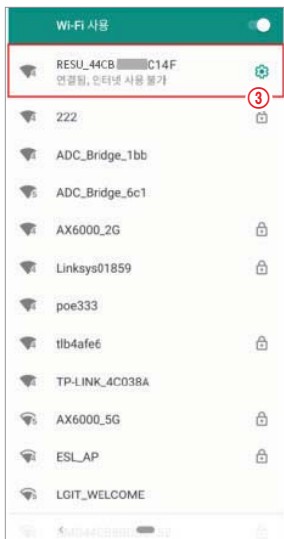 Wi-Fi 사용
RESU_44CB C14F
연결됨, 인터넷 사용 불가
③
222
ADC_Bridge_1bb
ADC_Bridge_6c1
AX6000_2G
Linksys01859
poe333
tlb4afe6
TP-LINK_4C038A
AX6000_5G
ESL_AP
LGIT_WELCOME